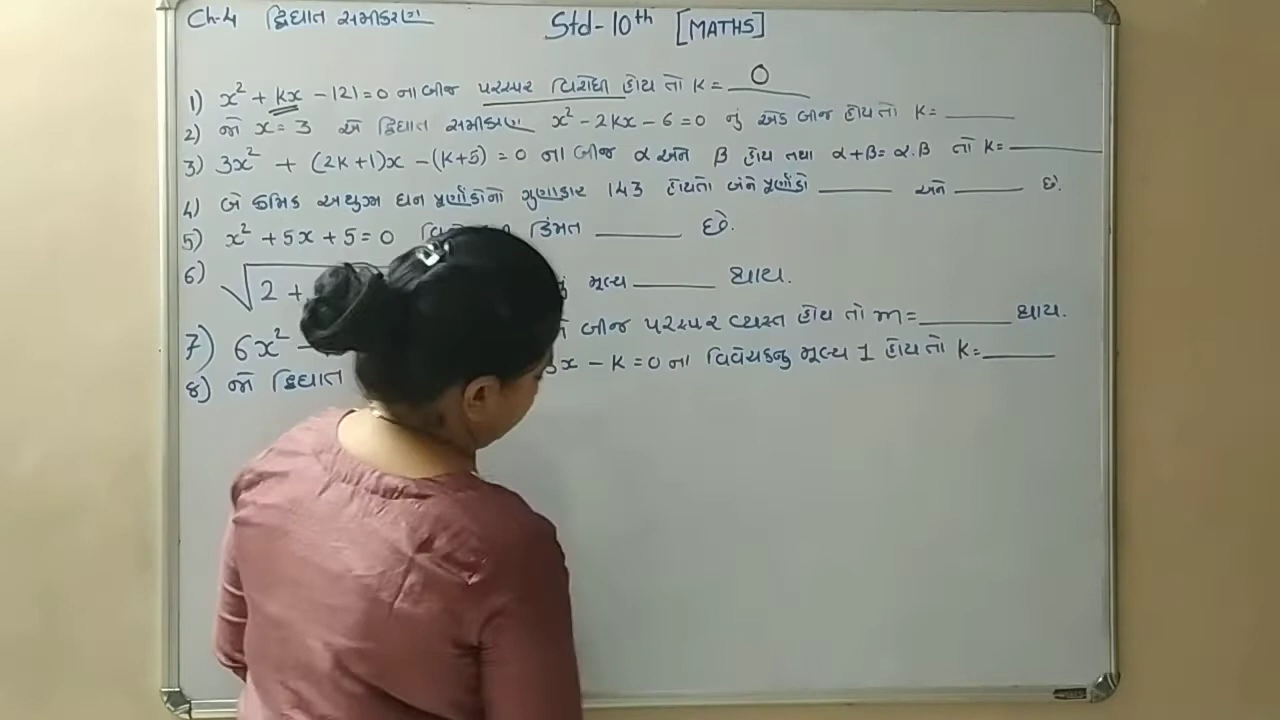 Ch-4 દ્વિઘાત સમીકરણ
Std-10th [MATHS]
1) x² + kx - 121 = 0 ના બીજ પરસ્પર વિરોધી હોય તો k = 0
2) જો x = 3 એ દ્વિઘાત સમીકરણ x² - 2kx - 6 = 0 નું એક બીજ હોય તો k = ____
3) 3x² + (2k+1)x - (k+5) = 0 ના બીજ α અને β હોય તથા α+β = α.β તો k = ____
4) બે ક્રમિક અયુગ્મ ધન પૂર્ણાંકોનો ગુણાકાર 143 હોયતો બંને પૂર્ણાંકો ____ અને ____ છે.
5) x² + 5x + 5 = 0 કિંમત ____ છે.
6) √2 + મૂલ્ય ____ થાય.
7) 6x² - બીજ પરસ્પર વ્યસ્ત હોય તો m = ____ થાય.
8) જો દ્વિઘાત x - k = 0 ના વિવેચકનુ મૂલ્ય 1 હોય તો k = ____